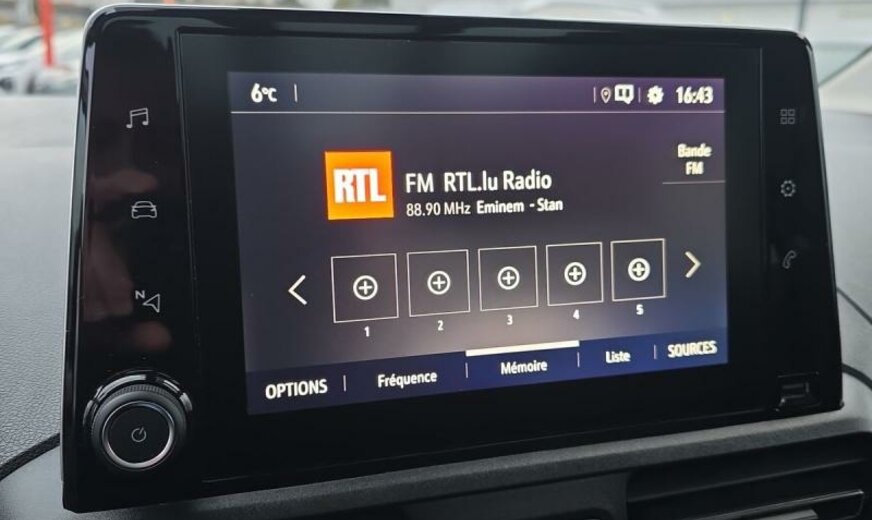 6°C
16:43
Bande
FM
RTL
FM RTL.lu Radio
88.90 MHz Eminem - Stan
1 2 3 4 5
OPTIONS Fréquence Mémoire Liste SOURCES
N